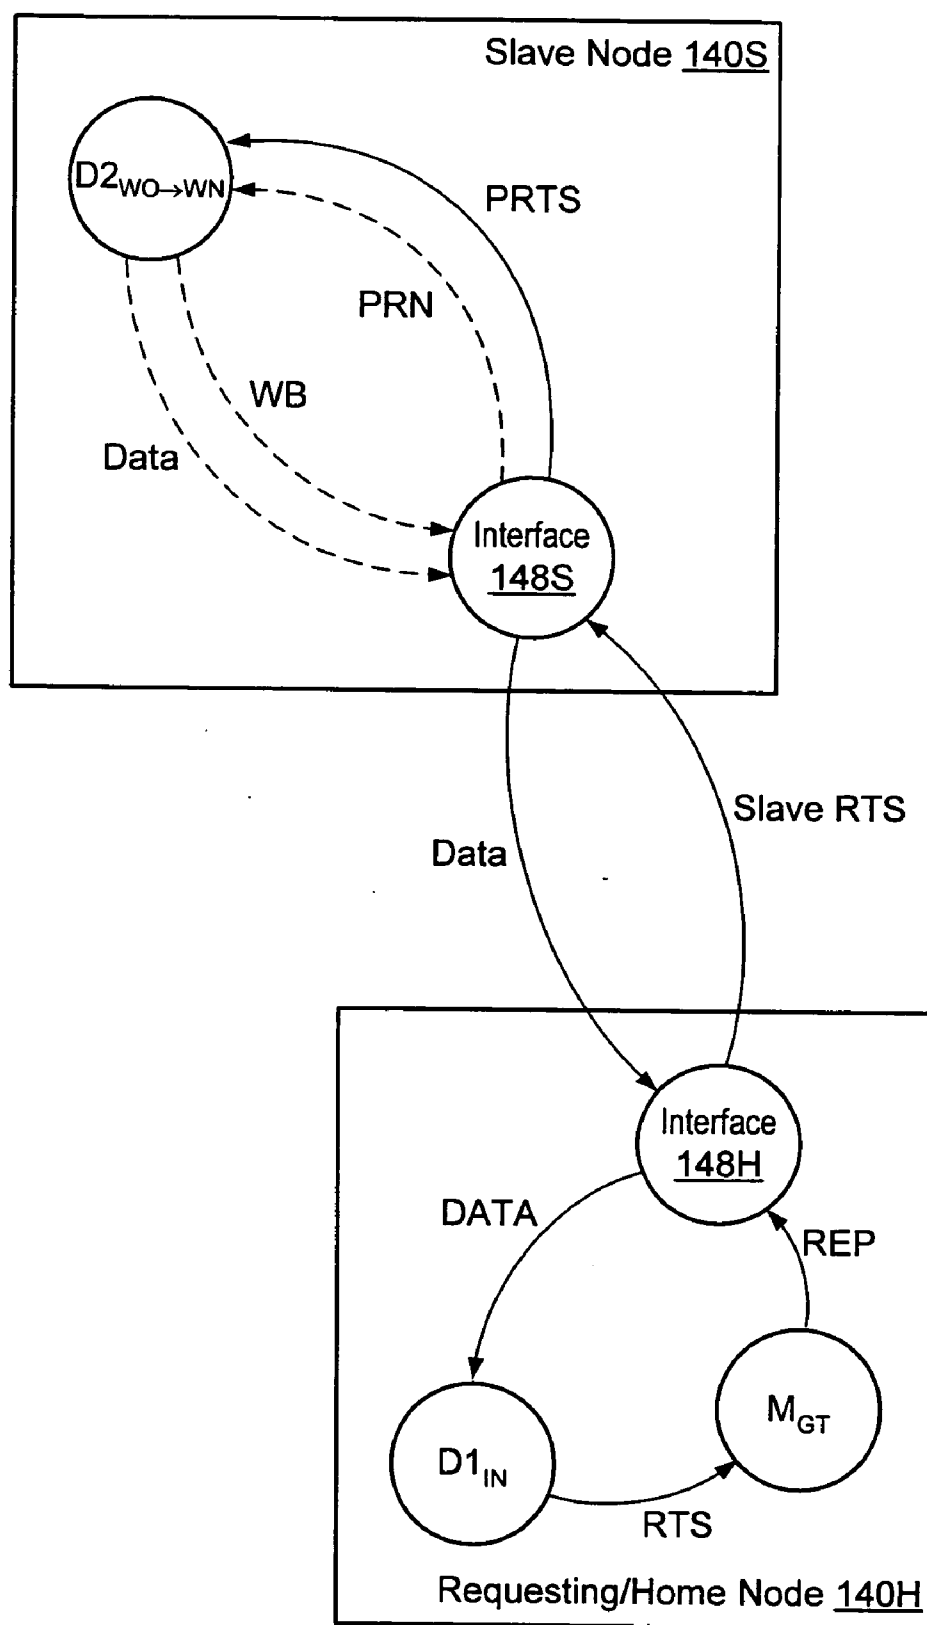 Slave Node 140S
D2WO→WN
PRTS
PRN
WB
Data
Interface
148S
Slave RTS
Data
Interface
148H
DATA
REP
MGT
D1IN
RTS
Requesting/Home Node 140H